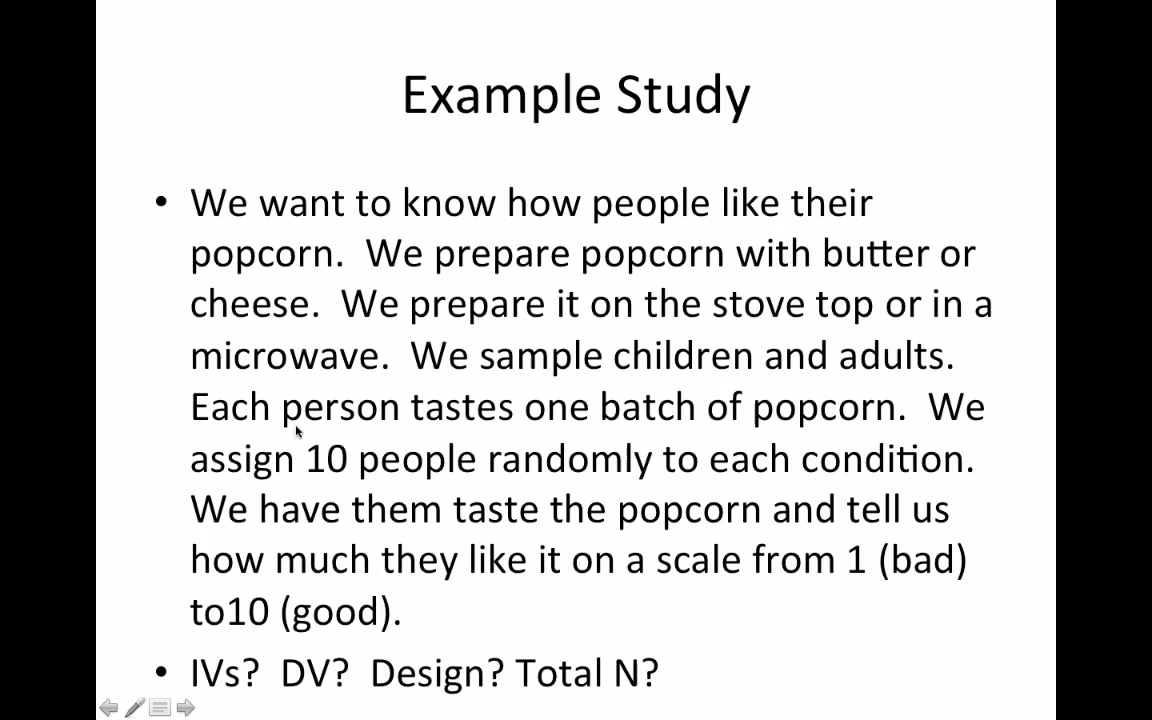 Example Study
• We want to know how people like their
popcorn.  We prepare popcorn with butter or
cheese.  We prepare it on the stove top or in a
microwave.  We sample children and adults.
Each person tastes one batch of popcorn.  We
assign 10 people randomly to each condition.
We have them taste the popcorn and tell us
how much they like it on a scale from 1 (bad)
to10 (good).
• IVs?  DV?  Design? Total N?